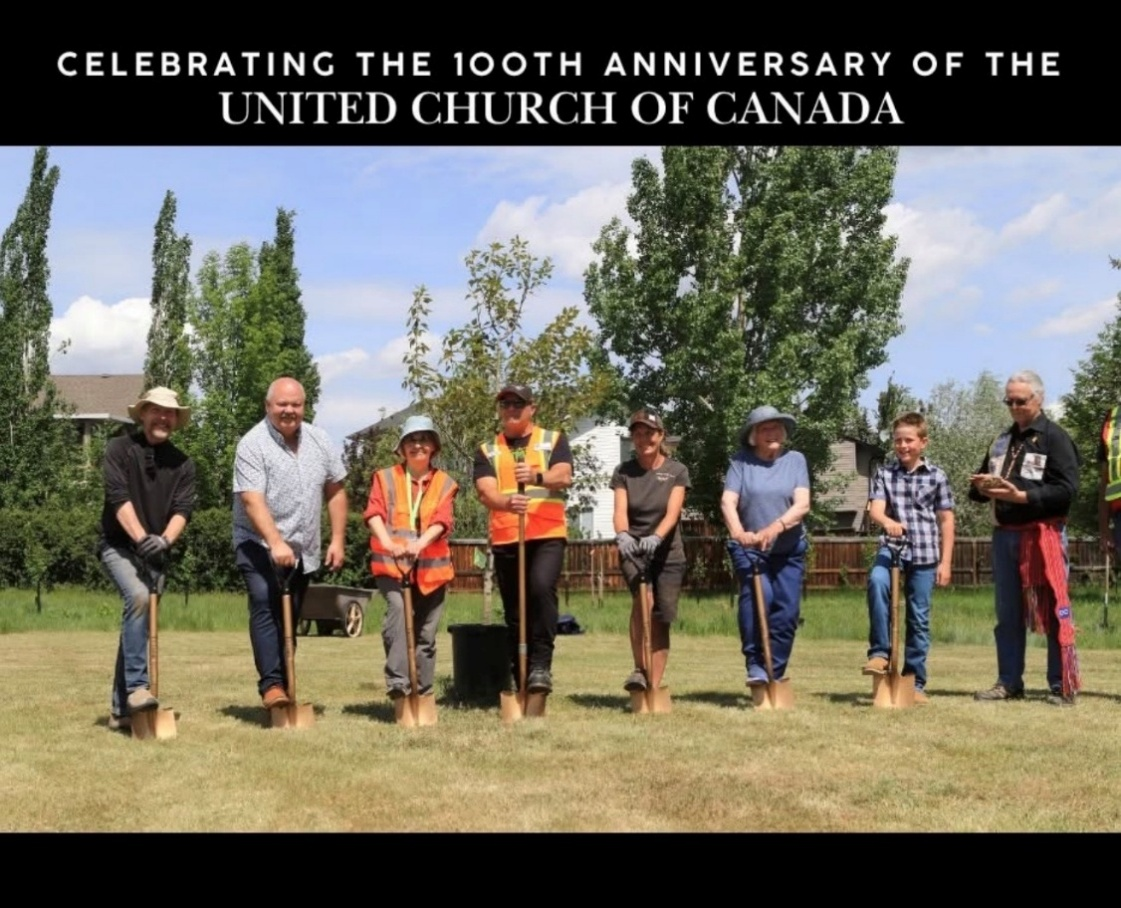 CELEBRATING THE 100TH ANNIVERSARY OF THE
UNITED CHURCH OF CANADA